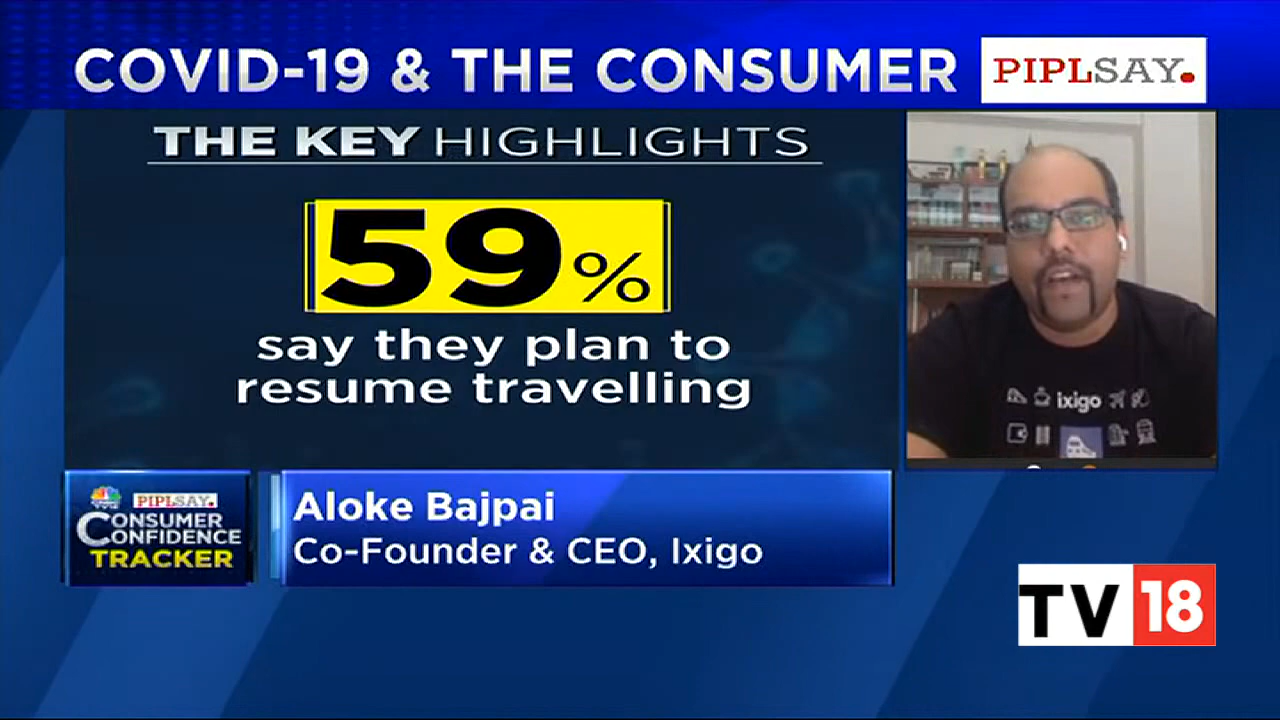 COVID-19 & THE CONSUMER
PIPLSAY.
THE KEY HIGHLIGHTS
59%
say they plan to
resume travelling
ixigo
PIPLSAY.
CONSUMER
CONFIDENCE
TRACKER
Aloke Bajpai
Co-Founder & CEO, Ixigo
TV18